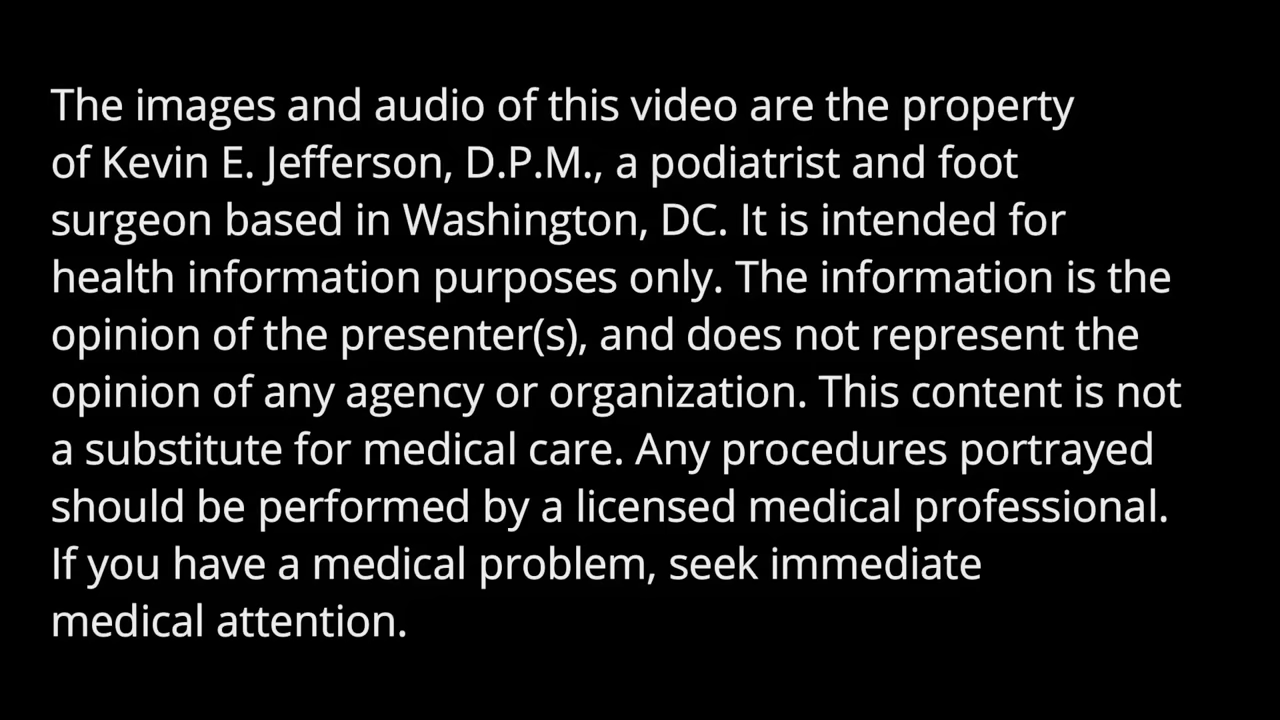 The images and audio of this video are the property
of Kevin E. Jefferson, D.P.M., a podiatrist and foot
surgeon based in Washington, DC. It is intended for
health information purposes only. The information is the
opinion of the presenter(s), and does not represent the
opinion of any agency or organization. This content is not
a substitute for medical care. Any procedures portrayed
should be performed by a licensed medical professional.
If you have a medical problem, seek immediate
medical attention.